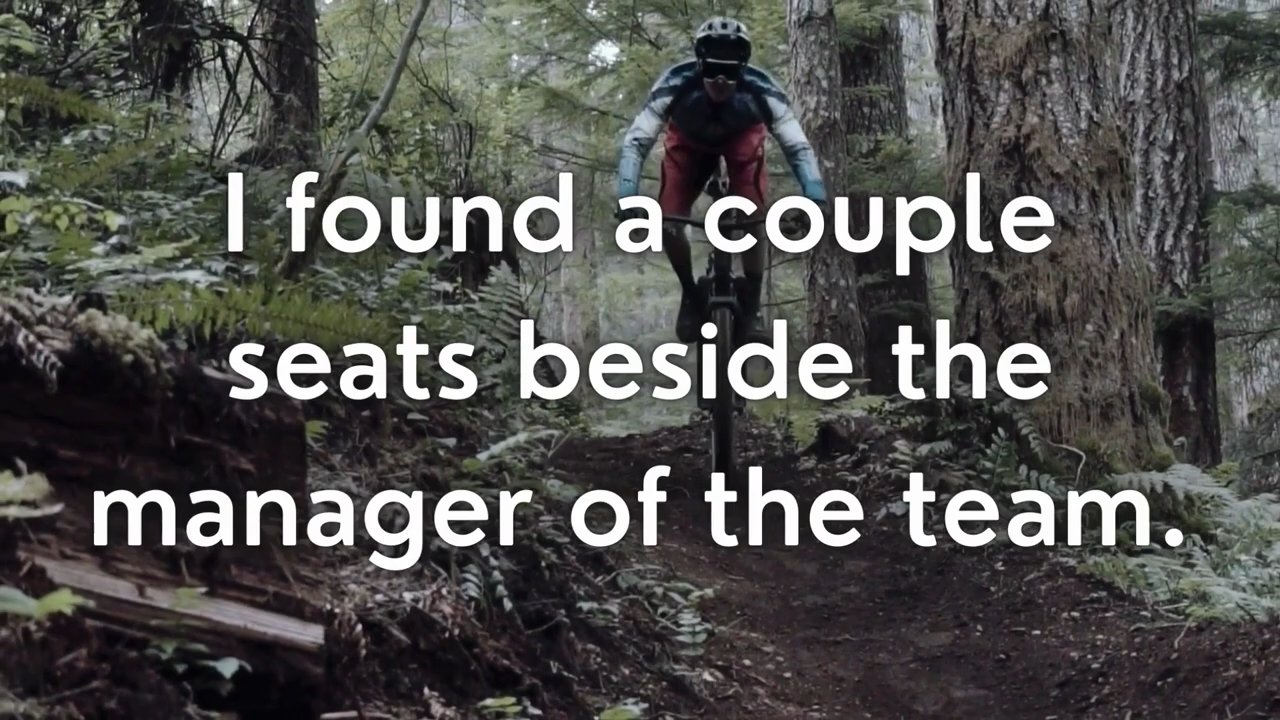 I found a couple
seats beside the
manager of the team.